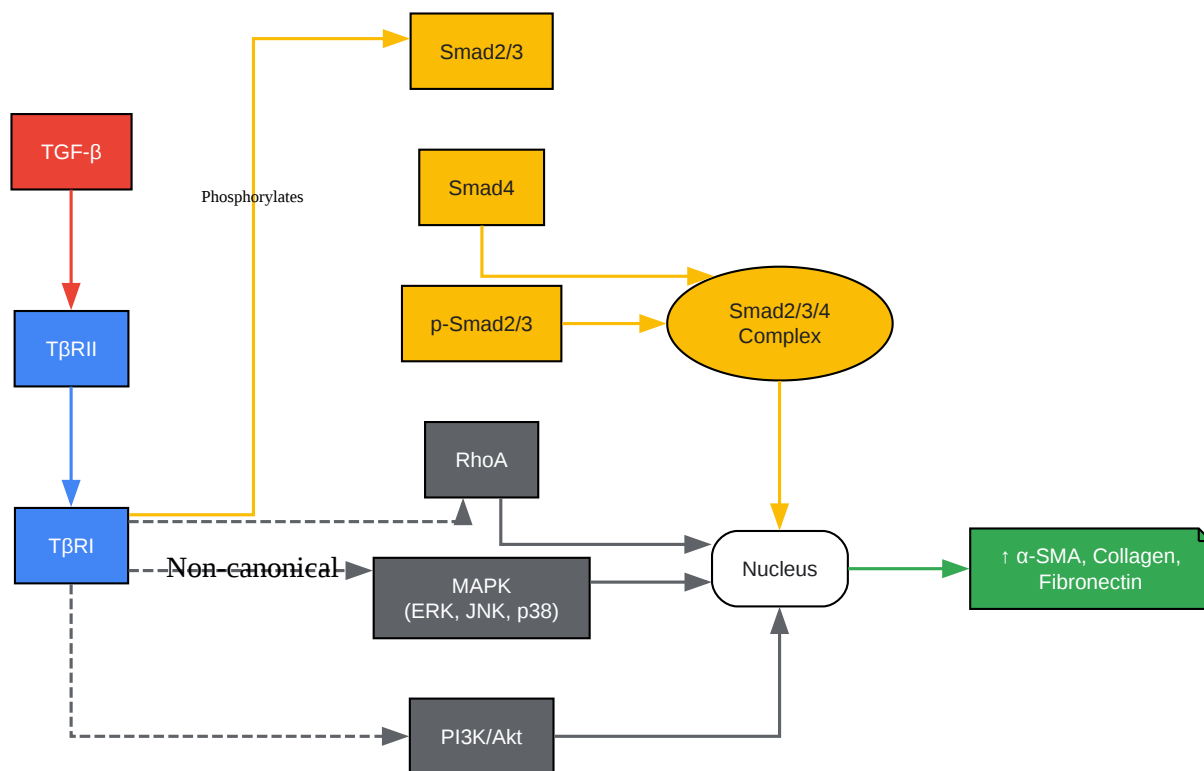 Smad2/3
TGF-β
Smad4
Phosphorylates
p-Smad2/3
Smad2/3/4
Complex
TβRII
RhoA
TβRI
Non-canonical
MAPK
(ERK, JNK, p38)
Nucleus
↑ α-SMA, Collagen,
Fibronectin
PI3K/Akt